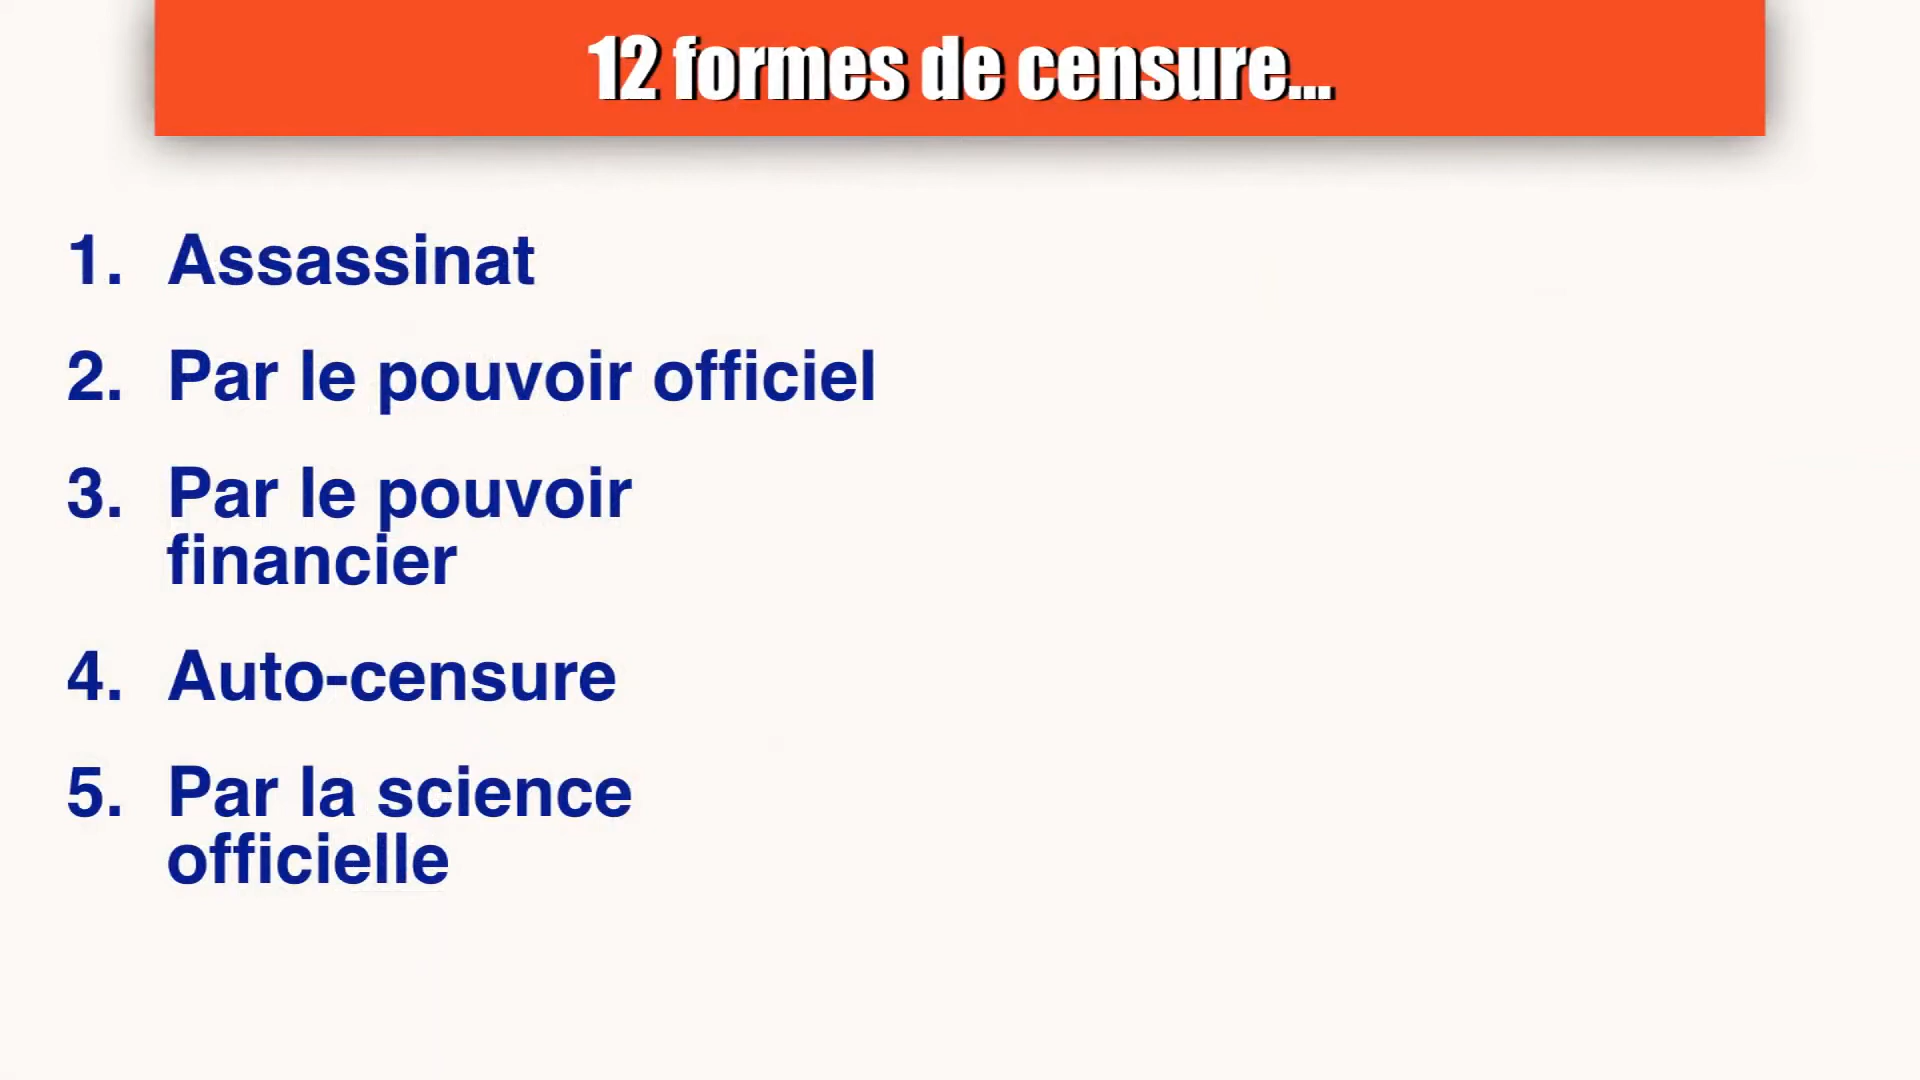 12 formes de censure...
1. Assassinat
2. Par le pouvoir officiel
3. Par le pouvoir
financier
4. Auto-censure
5. Par la science
officielle